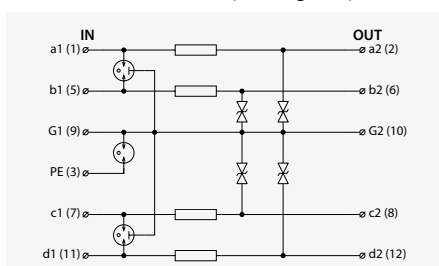 IN OUT
a1 (1) a2 (2)
b1 (5) b2 (6)
G1 (9) G2 (10)
PE (3)
c1 (7) c2 (8)
d1 (11) d2 (12)